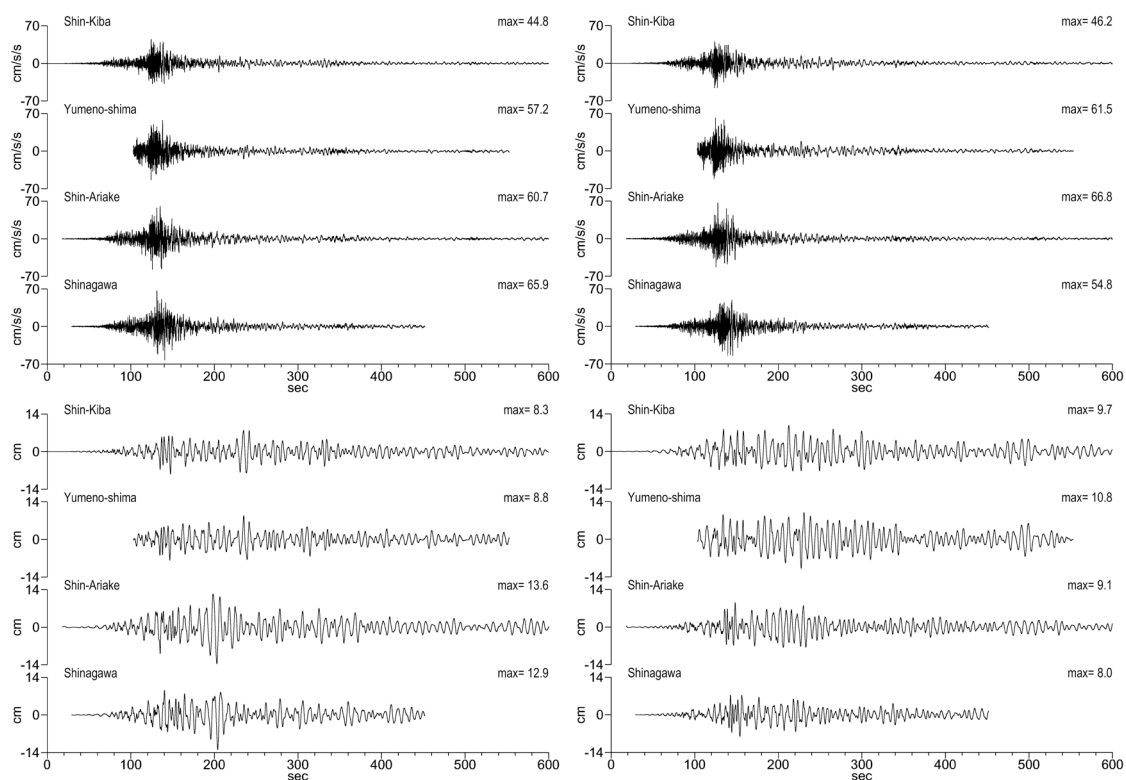 Shin-Kiba max= 44.8
70
0
-70
cm/s/s
Yumeno-shima max= 57.2
70
0
-70
cm/s/s
Shin-Ariake max= 60.7
70
0
-70
cm/s/s
Shinagawa max= 65.9
70
0
-70
cm/s/s
0 100 200 300 400 500 600
sec
Shin-Kiba max= 46.2
70
0
-70
cm/s/s
Yumeno-shima max= 61.5
70
0
-70
cm/s/s
Shin-Ariake max= 66.8
70
0
-70
cm/s/s
Shinagawa max= 54.8
70
0
-70
cm/s/s
0 100 200 300 400 500 600
sec
Shin-Kiba max= 8.3
14
0
-14
cm
Yumeno-shima max= 8.8
14
0
-14
cm
Shin-Ariake max= 13.6
14
0
-14
cm
Shinagawa max= 12.9
14
0
-14
cm
0 100 200 300 400 500 600
sec
Shin-Kiba max= 9.7
14
0
-14
cm
Yumeno-shima max= 10.8
14
0
-14
cm
Shin-Ariake max= 9.1
14
0
-14
cm
Shinagawa max= 8.0
14
0
-14
cm
0 100 200 300 400 500 600
sec